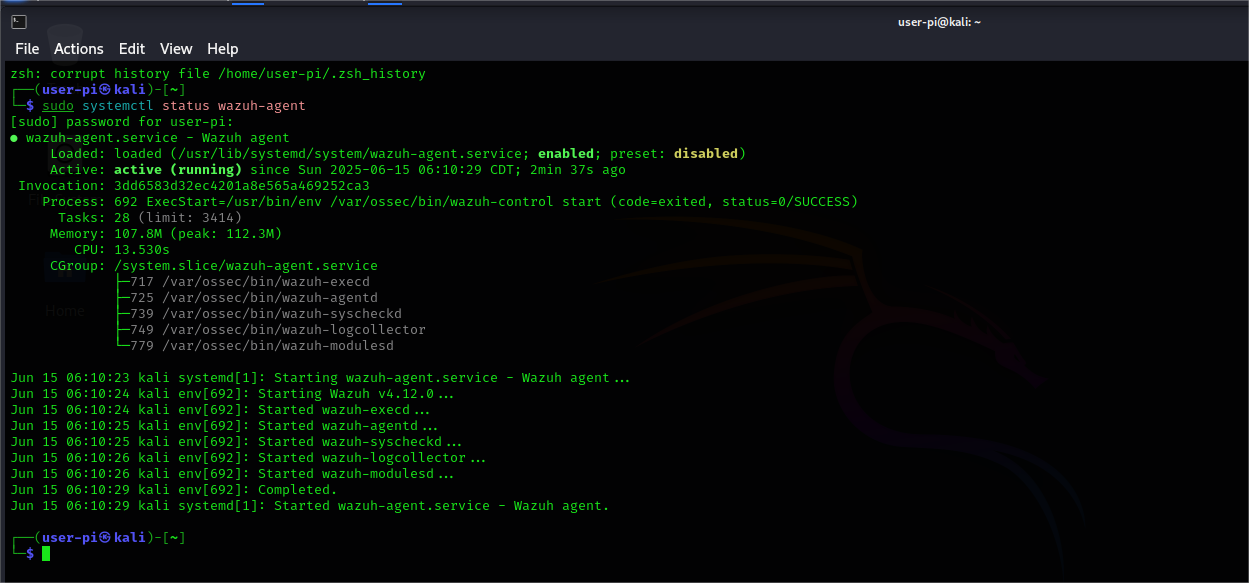 user-pi@kali: ~
File Actions Edit View Help
zsh: corrupt history file /home/user-pi/.zsh_history
┌──(user-pi㉿kali)-[~]
└─$ sudo systemctl status wazuh-agent
[sudo] password for user-pi:
● wazuh-agent.service - Wazuh agent
     Loaded: loaded (/usr/lib/systemd/system/wazuh-agent.service; enabled; preset: disabled)
     Active: active (running) since Sun 2025-06-15 06:10:29 CDT; 2min 37s ago
 Invocation: 3dd6583d32ec4201a8e565a469252ca3
    Process: 692 ExecStart=/usr/bin/env /var/ossec/bin/wazuh-control start (code=exited, status=0/SUCCESS)
      Tasks: 28 (limit: 3414)
     Memory: 107.8M (peak: 112.3M)
        CPU: 13.530s
     CGroup: /system.slice/wazuh-agent.service
             ├─717 /var/ossec/bin/wazuh-execd
             ├─725 /var/ossec/bin/wazuh-agentd
             ├─739 /var/ossec/bin/wazuh-syscheckd
             ├─749 /var/ossec/bin/wazuh-logcollector
             └─779 /var/ossec/bin/wazuh-modulesd
Home
Jun 15 06:10:23 kali systemd[1]: Starting wazuh-agent.service - Wazuh agent...
Jun 15 06:10:24 kali env[692]: Starting Wazuh v4.12.0...
Jun 15 06:10:24 kali env[692]: Started wazuh-execd...
Jun 15 06:10:25 kali env[692]: Started wazuh-agentd...
Jun 15 06:10:25 kali env[692]: Started wazuh-syscheckd...
Jun 15 06:10:26 kali env[692]: Started wazuh-logcollector...
Jun 15 06:10:26 kali env[692]: Started wazuh-modulesd...
Jun 15 06:10:29 kali env[692]: Completed.
Jun 15 06:10:29 kali systemd[1]: Started wazuh-agent.service - Wazuh agent.
┌──(user-pi㉿kali)-[~]
└─$